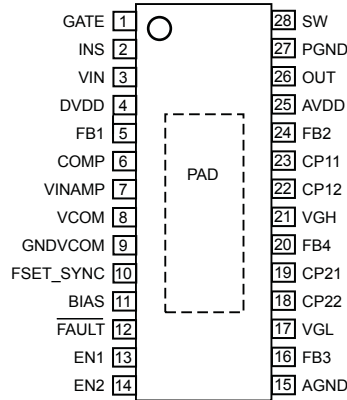 GATE 1 28 SW
INS 2 27 PGND
VIN 3 26 OUT
DVDD 4 25 AVDD
FB1 5 24 FB2
COMP 6 23 CP11
VINAMP 7 PAD 22 CP12
VCOM 8 21 VGH
GNDVCOM 9 20 FB4
FSET_SYNC 10 19 CP21
BIAS 11 18 CP22
FAULT 12 17 VGL
EN1 13 16 FB3
EN2 14 15 AGND